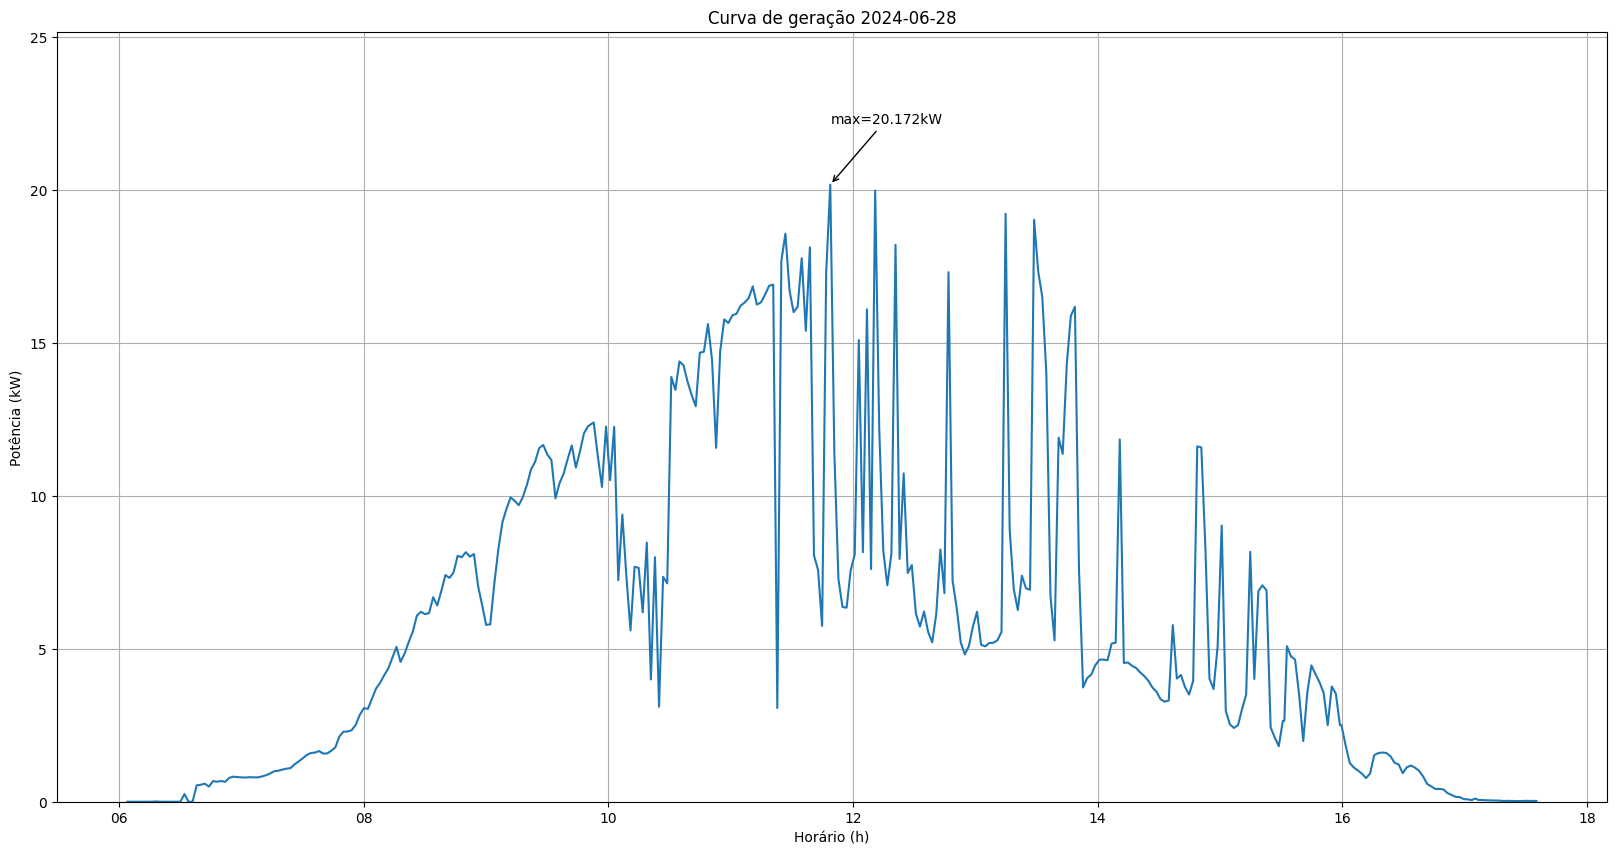 Curva de geração 2024-06-28
25
max=20.172kW
20
15
Potência (kW)
10
5
0
06 08 10 12 14 16 18
Horário (h)